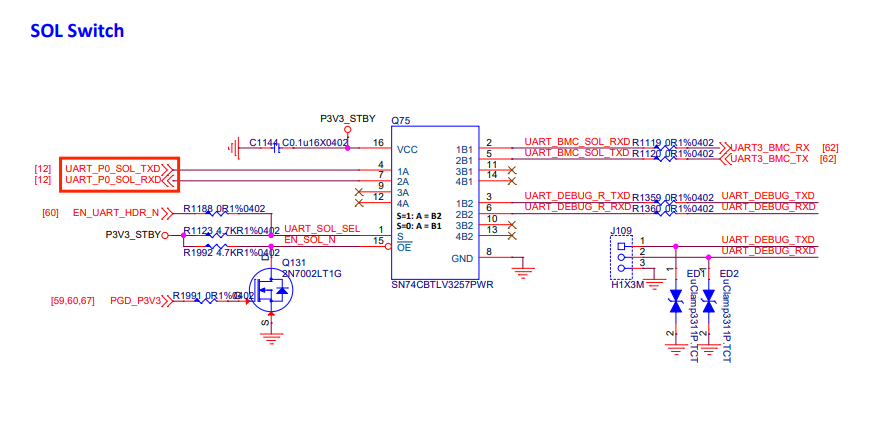 SOL Switch
P3V3_STBY
Q75
C1144 C0.1u16X0402
16
VCC
[12] UART_P0_SOL_TXD
4
1A
[12] UART_P0_SOL_RXD
7
2A
9
3A
12
4A
1B1
2
UART_BMC_SOL_RXD
R1119 0R1%0402
UART3_BMC_RX [62]
2B1
5
UART_BMC_SOL_TXD
R1120 0R1%0402
UART3_BMC_TX [62]
3B1
11
4B1
14
1B2
3
UART_DEBUG_R_TXD
R1359 0R1%0402
UART_DEBUG_TXD
2B2
6
UART_DEBUG_R_RXD
R1360 0R1%0402
UART_DEBUG_RXD
3B2
10
4B2
13
R1188 0R1%0402
[60] EN_UART_HDR_N
P3V3_STBY
R1123 4.7KR1%0402
UART_SOL_SEL
1
S
EN_SOL_N
15
OE
R1992 4.7KR1%0402
S=1: A = B2
S=0: A = B1
GND
8
SN74CBTLV3257PWR
D
Q131
2N7002LT1G
[59,60,67] PGD_P3V3
R1991 0R1%0402
G
S
J109
1
2
3
H1X3M
UART_DEBUG_TXD
UART_DEBUG_RXD
ED1
1
2
uClamp3311P.TCT
ED2
1
2
uClamp3311P.TCT